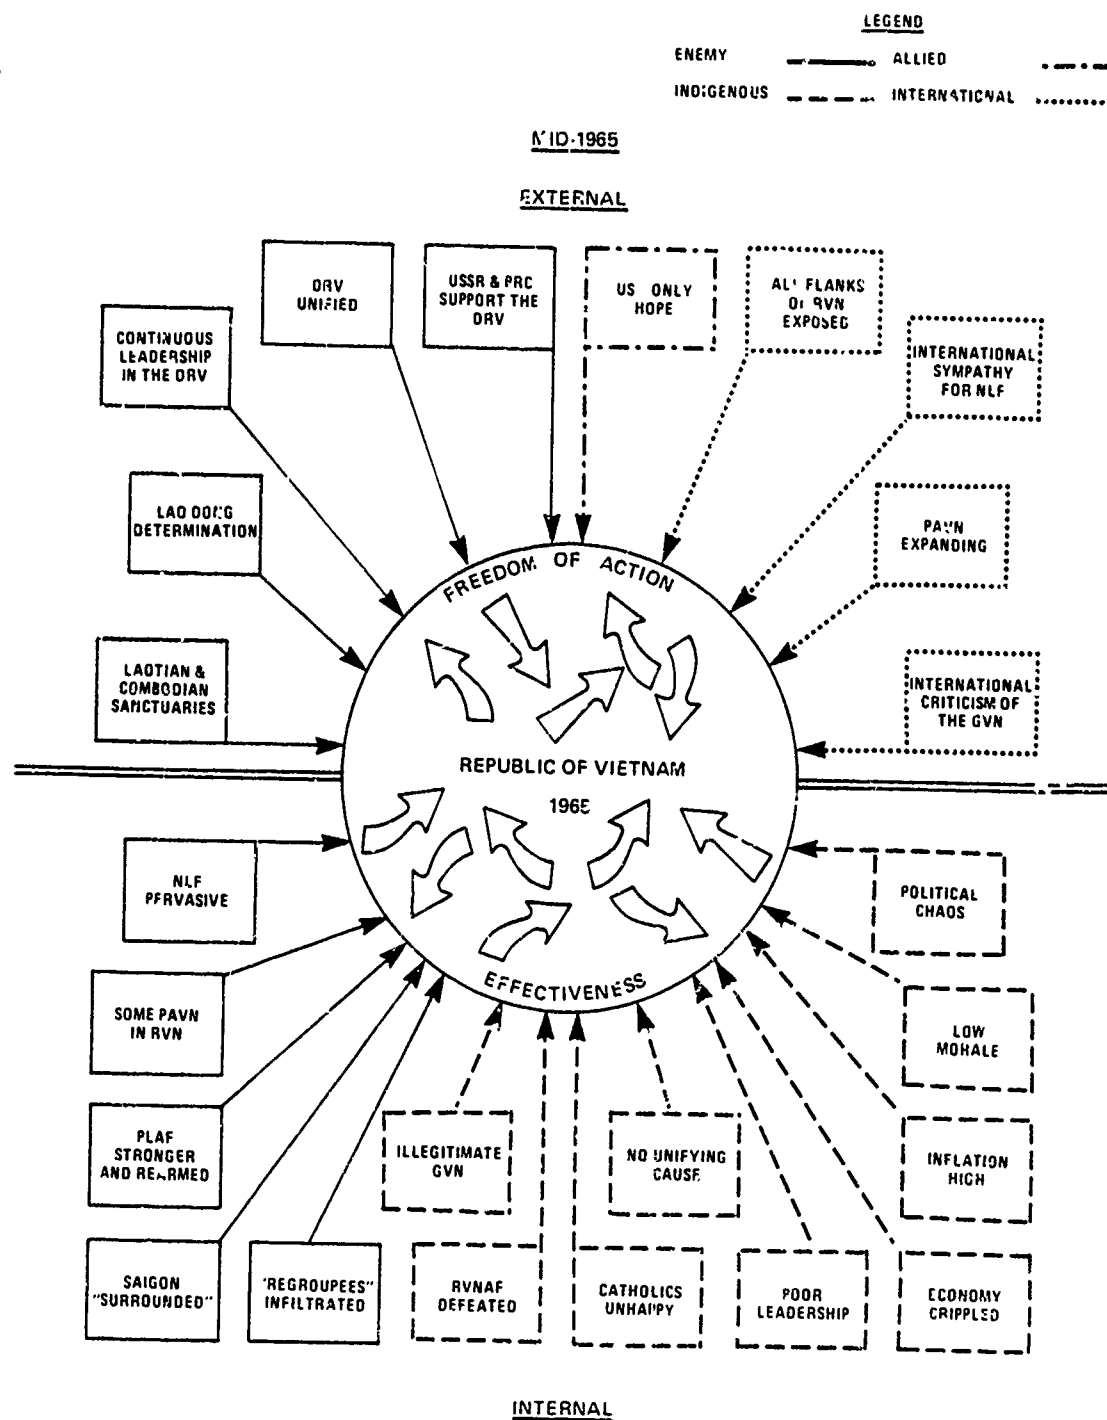 LEGEND
ENEMY
ALLIED
INDIGENOUS
INTERNATIONAL
MID-1965
EXTERNAL
DRV
UNIFIED
USSR & PRC
SUPPORT THE
DRV
US ONLY
HOPE
ALL FLANKS
OF RVN
EXPOSED
CONTINUOUS
LEADERSHIP
IN THE DRV
INTERNATIONAL
SYMPATHY
FOR NLF
LAO DONG
DETERMINATION
PAVN
EXPANDING
LAOTIAN &
COMBODIAN
SANCTUARIES
INTERNATIONAL
CRITICISM OF
THE GVN
FREEDOM OF ACTION
REPUBLIC OF VIETNAM
1965
EFFECTIVENESS
NLF
PERVASIVE
POLITICAL
CHAOS
SOME PAVN
IN RVN
LOW
MORALE
PLAF
STRONGER
AND REARMED
ILLEGITIMATE
GVN
NO UNIFYING
CAUSE
INFLATION
HIGH
SAIGON
"SURROUNDED"
"REGROUPEES"
INFILTRATED
RVNAF
DEFEATED
CATHOLICS
UNHAPPY
POOR
LEADERSHIP
ECONOMY
CRIPPLED
INTERNAL